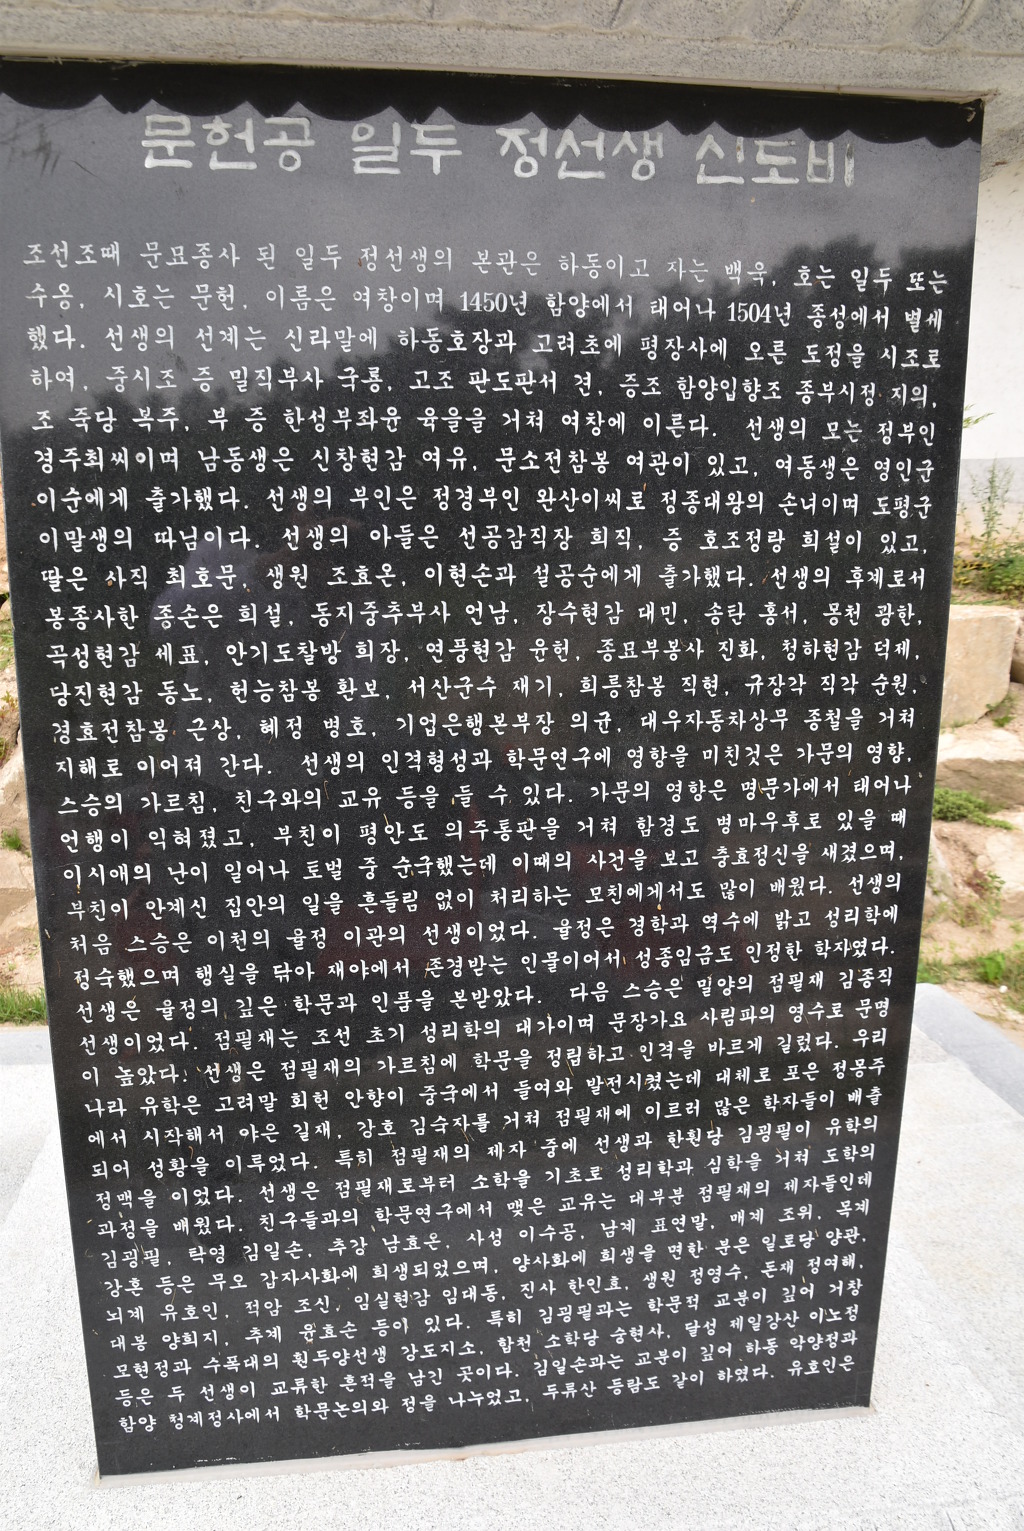 문헌공 일두 정선생 신도비
조선조때 문묘종사 된 일두 정선생의 본관은 하동이고 자는 백욱, 호는 일두 또는
수옹, 시호는 문헌, 이름은 여창이며 1450년 함양에서 태어나 1504년 종성에서 별세
했다. 선생의 선계는 신라말에 하동호장과 고려초에 평장사에 오른 도정을 시조로
하여, 중시조 증 밀직부사 국룡, 고조 판도판서 견, 증조 함양입향조 종부시정 지의,
조 죽당 복주, 부 증 한성부좌윤 육을을 거쳐 여창에 이른다. 선생의 모는 정부인
경주최씨이며 남동생은 신창현감 여유, 문소전참봉 여관이 있고, 여동생은 영인군
이순에게 출가했다. 선생의 부인은 정경부인 완산이씨로 정종대왕의 손녀이며 도평군
이말생의 따님이다. 선생의 아들은 선공감직장 희직, 증 호조정랑 희설이 있고,
딸은 사직 최호문, 생원 조효온, 이현손과 설공순에게 출가했다. 선생의 후계로서
봉종사한 종손은 희설, 동지중추부사 언남, 장수현감 대민, 송탄 홍서, 몽천 광한,
곡성현감 세표, 안기도찰방 희장, 연풍현감 윤헌, 종묘부봉사 진화, 청하현감 덕제,
당진현감 동노, 헌능참봉 환보, 서산군수 재기, 희릉참봉 직현, 규장각 직각 순원,
경효전참봉 근상, 혜정 병호, 기업은행본부장 의균, 대우자동차상무 종철을 거쳐
지해로 이어져 간다. 선생의 인격형성과 학문연구에 영향을 미친것은 가문의 영향,
스승의 가르침, 친구와의 교유 등을 들 수 있다. 가문의 영향은 명문가에서 태어나
언행이 익혀졌고, 부친이 평안도 의주통판을 거쳐 함경도 병마우후로 있을 때
이시애의 난이 일어나 토벌 중 순국했는데 이때의 사건을 보고 충효정신을 새겼으며,
부친이 안계신 집안의 일을 흔들림 없이 처리하는 모친에게서도 많이 배웠다. 선생의
처음 스승은 이천의 율정 이관의 선생이었다. 율정은 경학과 역수에 밝고 성리학에
정숙했으며 행실을 닦아 재야에서 존경받는 인물이어서 성종임금도 인정한 학자였다.
선생은 율정의 깊은 학문과 인품을 본받았다. 다음 스승은 밀양의 점필재 김종직
선생이었다. 점필재는 조선 초기 성리학의 대가이며 문장가요 사림파의 영수로 문명
이 높았다. 선생은 점필재의 가르침에 학문을 정립하고 인격을 바르게 길렀다. 우리
나라 유학은 고려말 회헌 안향이 중국에서 들여와 발전시켰는데 대체로 포은 정몽주
에서 시작해서 야은 길재, 강호 김숙자를 거쳐 점필재에 이르러 많은 학자들이 배출
되어 성황을 이루었다. 특히 점필재의 제자 중에 선생과 한훤당 김굉필이 유학의
정맥을 이었다. 선생은 점필재로부터 소학을 기초로 성리학과 심학을 거쳐 도학의
과정을 배웠다. 친구들과의 학문연구에서 맺은 교유는 대부분 점필재의 제자들인데
김굉필, 탁영 김일손, 추강 남효온, 사성 이수공, 남계 표연말, 매계 조위, 목계
강혼 등은 무오 갑자사화에 희생되었으며, 양사화에 희생을 면한 분은 일로당 양관,
뇌계 유호인, 적암 조신, 임실현감 임대동, 진사 한인효, 생원 정영수, 돈재 정여해,
대봉 양희지, 추계 윤효손 등이 있다. 특히 김굉필과는 학문적 교분이 깊어 거창
모현정과 수폭대의 훤두양선생 강도지소, 합천 소학당 숭현사, 달성 제일강산 이노정
등은 두 선생이 교류한 흔적을 남긴 곳이다. 김일손과는 교분이 깊어 하동 악양정과
함양 청계정사에서 학문논의와 정을 나누었고, 두류산 등람도 같이 하였다. 유호인은